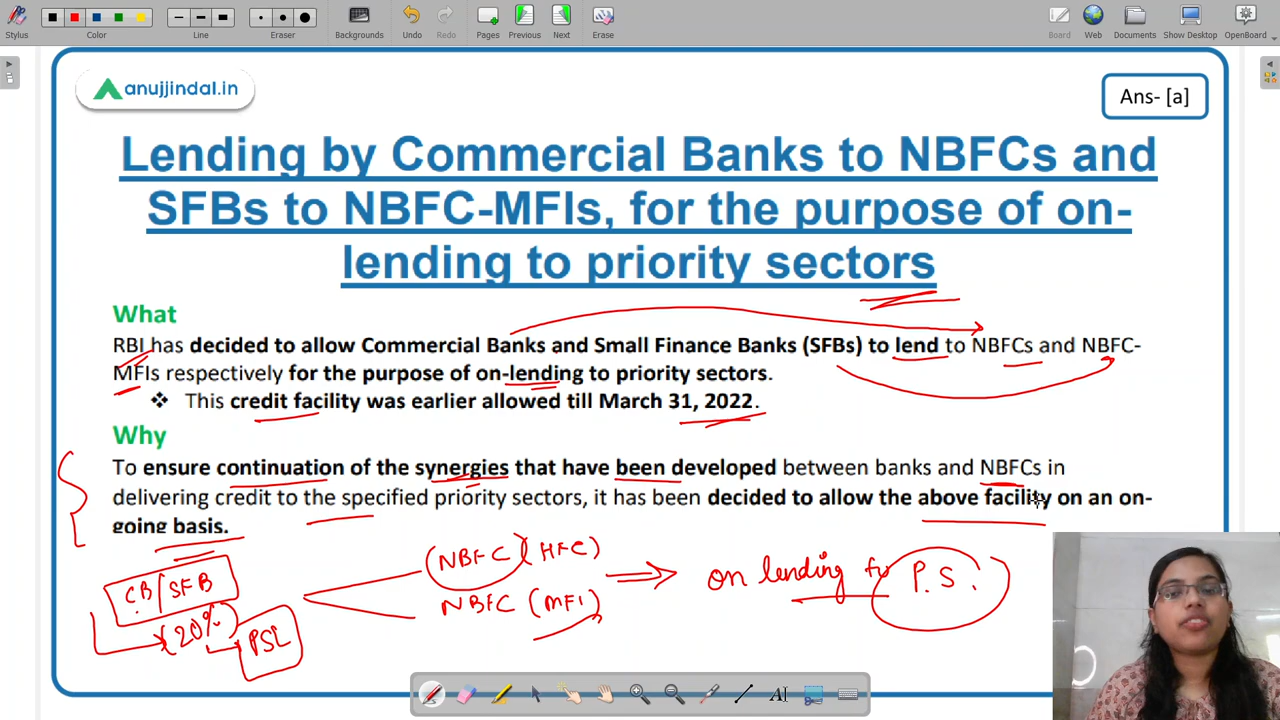 Stylus
Color
Line
Eraser
Backgrounds
Undo
Redo
Pages
Previous
Next
Erase
Board
Web
Documents
Show Desktop
OpenBoard
anujjindal.in
Ans- [a]
Lending by Commercial Banks to NBFCs and
SFBs to NBFC-MFIs, for the purpose of on-
lending to priority sectors
What
RBI has decided to allow Commercial Banks and Small Finance Banks (SFBs) to lend to NBFCs and NBFC-
MFIs respectively for the purpose of on-lending to priority sectors.
❖ This credit facility was earlier allowed till March 31, 2022.
Why
To ensure continuation of the synergies that have been developed between banks and NBFCs in
delivering credit to the specified priority sectors, it has been decided to allow the above facility on an on-
going basis.
CB/SFB
(20%)
PSL
(NBFC)(HFC)
NBFC (MFI)
on lending to P.S.
AI